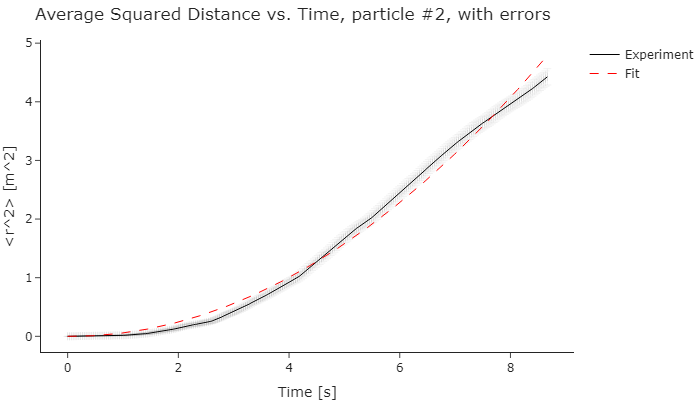 Average Squared Distance vs. Time, particle #2, with errors
5
4
3
2
1
0
<r^2> [m^2]
0 2 4 6 8
Time [s]
Experiment
Fit